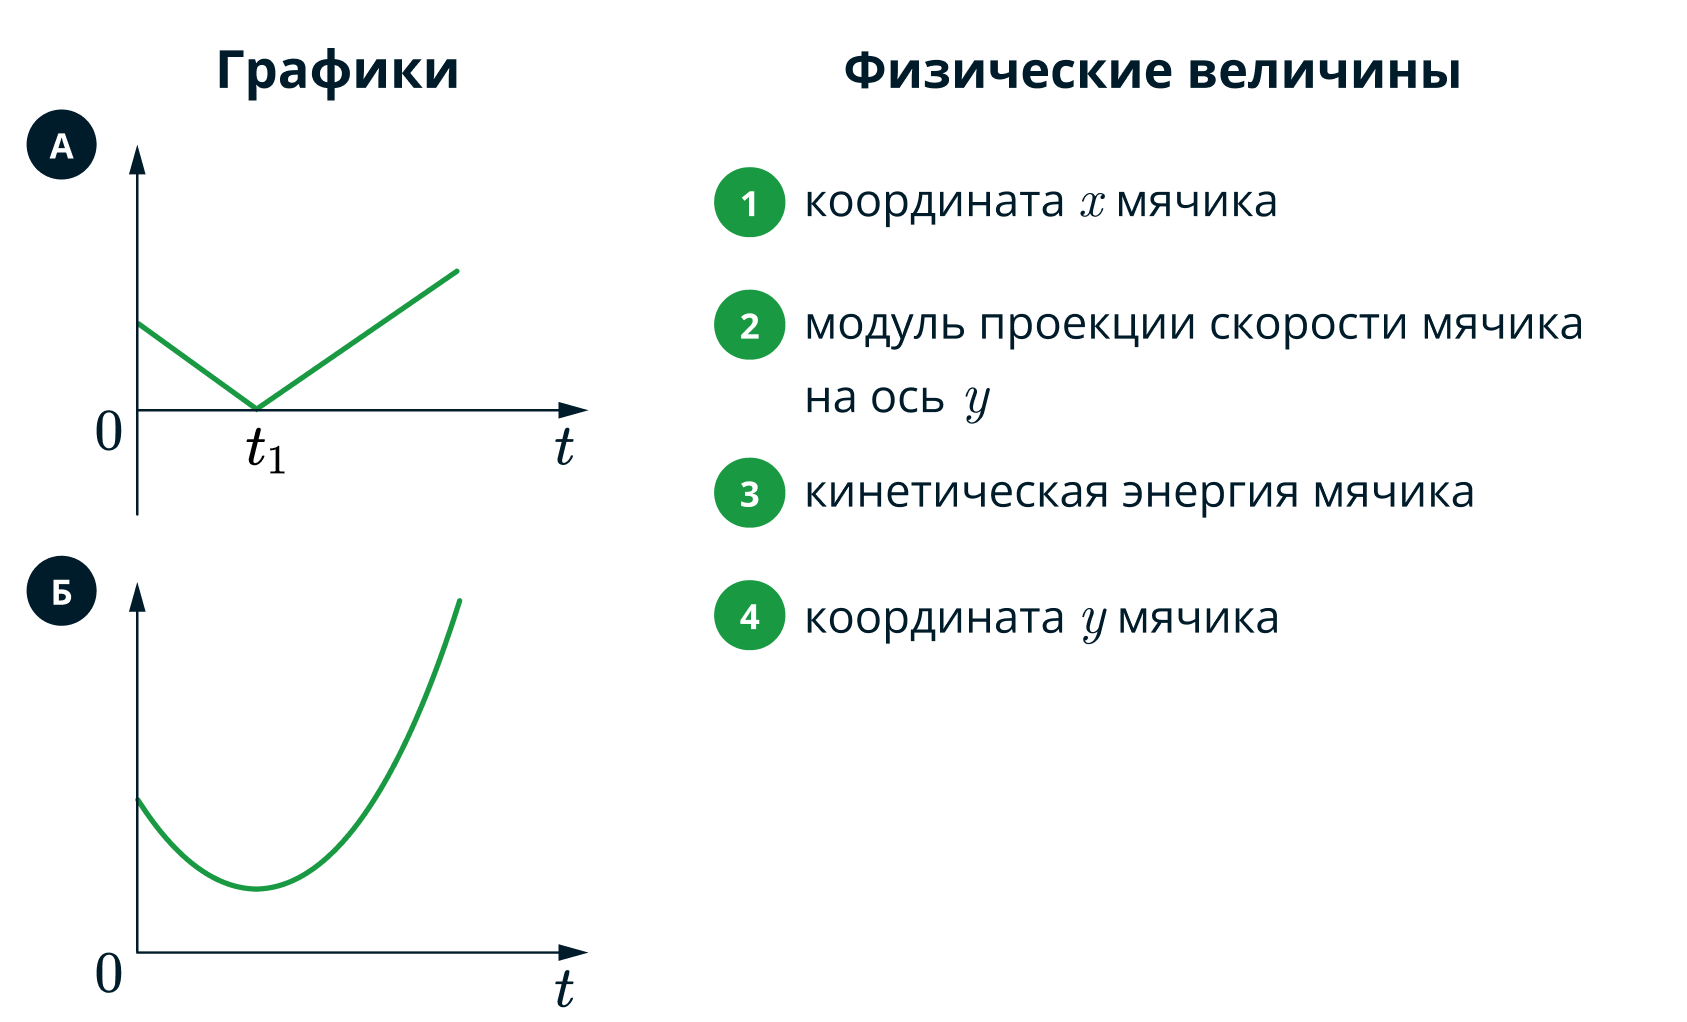 Графики
Физические величины
А
0
t₁
t
Б
0
t
1 координата x мячика
2 модуль проекции скорости мячика
на ось y
3 кинетическая энергия мячика
4 координата y мячика